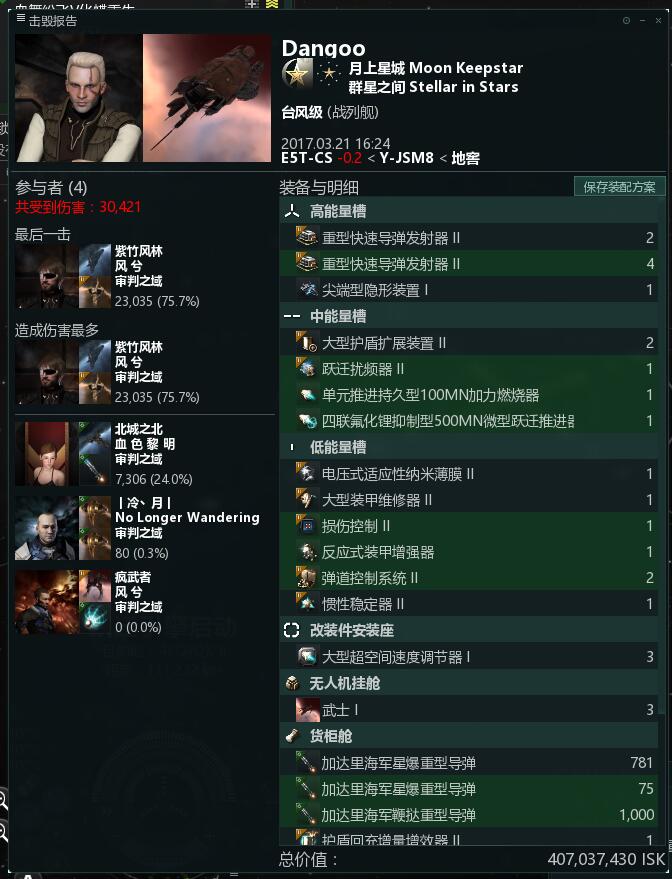 击毁报告
Dangoo
月上星城 Moon Keepstar
群星之间 Stellar in Stars
台风级 (战列舰)
2017.03.21 16:24
E5T-CS -0.2 < Y-JSM8 < 地窖
参与者 (4)
共受到伤害：30,421
最后一击
紫竹风林
风 兮
审判之域
23,035 (75.7%)
造成伤害最多
紫竹风林
风 兮
审判之域
23,035 (75.7%)
北城之北
血 色 黎 明
审判之域
7,306 (24.0%)
丨冷、月丨
No Longer Wandering
审判之域
80 (0.3%)
疯武者
风 兮
审判之域
0 (0.0%)
装备与明细
保存装配方案
高能量槽
重型快速导弹发射器 II 2
重型快速导弹发射器 II 4
尖端型隐形装置 I 1
中能量槽
大型护盾扩展装置 II 2
跃迁扰频器 II 1
单元推进持久型100MN加力燃烧器 1
四联氟化锂抑制型500MN微型跃迁推进 1
低能量槽
电压式适应性纳米薄膜 II 1
大型装甲维修器 II 1
损伤控制 II 1
反应式装甲增强器 1
弹道控制系统 II 2
惯性稳定器 II 1
改装件安装座
大型超空间速度调节器 I 3
无人机挂舱
武士 I 3
货柜舱
加达里海军星爆重型导弹 781
加达里海军星爆重型导弹 75
加达里海军鞭挞重型导弹 1,000
护盾回充增量增效器 II 1
总价值： 407,037,430 ISK